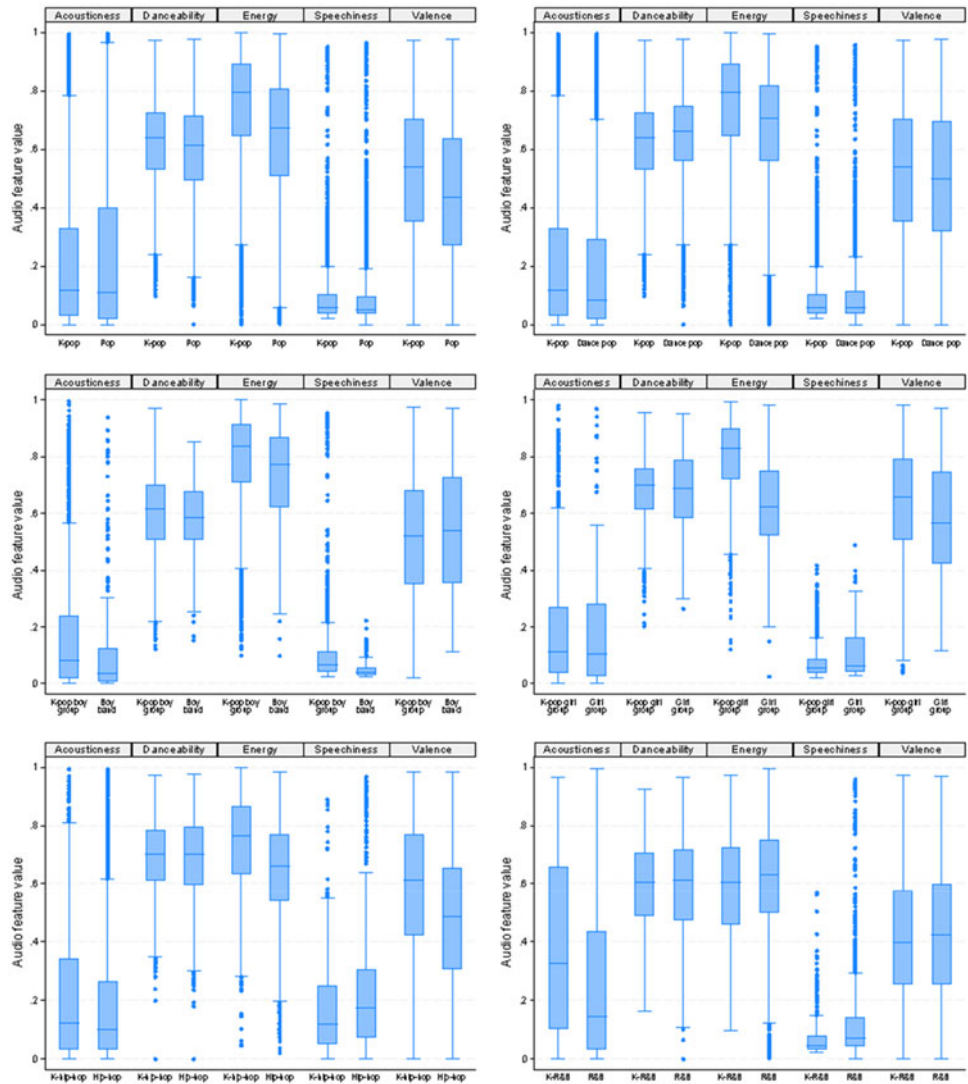 Acousticness Danceability Energy Speechiness Valence
1
.8
.6
.4
.2
0
Audio feature value
K-pop Pop K-pop Pop K-pop Pop K-pop Pop K-pop Pop
Acousticness Danceability Energy Speechiness Valence
1
.8
.6
.4
.2
0
Audio feature value
K-pop Dance pop K-pop Dance pop K-pop Dance pop K-pop Dance pop K-pop Dance pop
Acousticness Danceability Energy Speechiness Valence
1
.8
.6
.4
.2
0
Audio feature value
K-pop boy Boy K-pop boy Boy K-pop boy Boy K-pop boy Boy K-pop boy Boy
group band group band group band group band group band
Acousticness Danceability Energy Speechiness Valence
1
.8
.6
.4
.2
0
Audio feature value
K-pop girl Girl K-pop girl Girl K-pop girl Girl K-pop girl Girl K-pop girl Girl
group group group group group group group group group group
Acousticness Danceability Energy Speechiness Valence
1
.8
.6
.4
.2
0
Audio feature value
K-hip-hop Hip-hop K-hip-hop Hip-hop K-hip-hop Hip-hop K-hip-hop Hip-hop K-hip-hop Hip-hop
Acousticness Danceability Energy Speechiness Valence
1
.8
.6
.4
.2
0
Audio feature value
K-R&B R&B K-R&B R&B K-R&B R&B K-R&B R&B K-R&B R&B